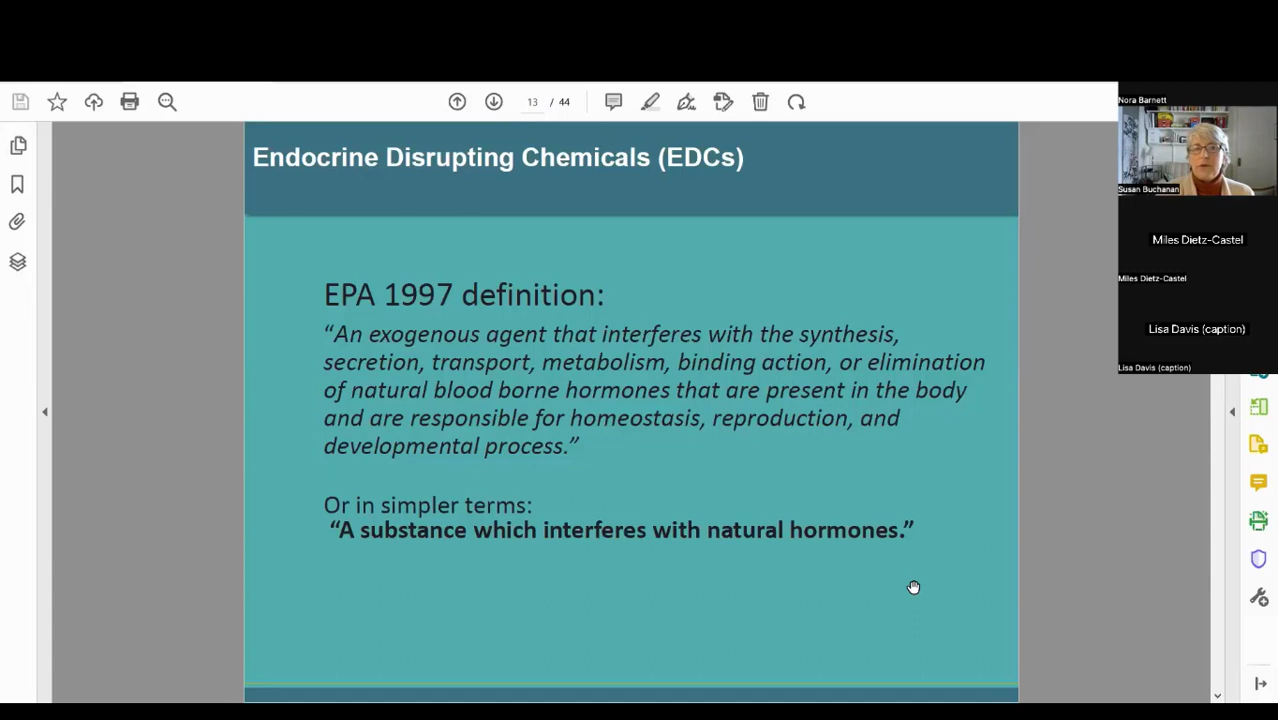 13 / 44
Nora Barnett
Endocrine Disrupting Chemicals (EDCs)
Susan Buchanan
Miles Dietz-Castel
Miles Dietz-Castel
EPA 1997 definition:
“An exogenous agent that interferes with the synthesis,
secretion, transport, metabolism, binding action, or elimination
of natural blood borne hormones that are present in the body
and are responsible for homeostasis, reproduction, and
developmental process.”
Lisa Davis (caption)
Lisa Davis (caption)
Or in simpler terms:
“A substance which interferes with natural hormones.”